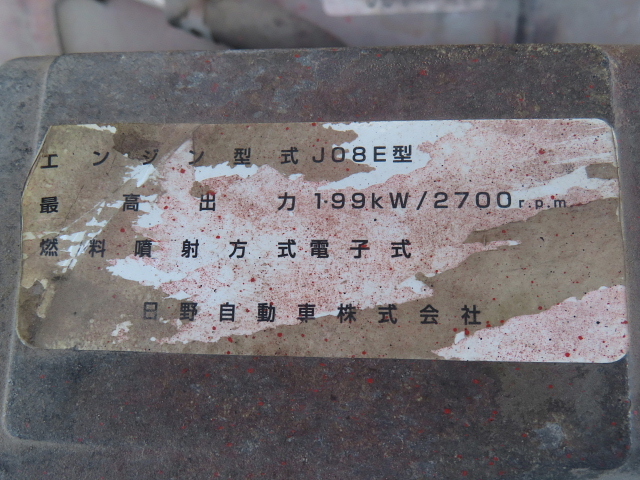 エンジン型式J08E型
最高出力199kW/2700r.p.m
燃料噴射方式電子式
日野自動車株式会社